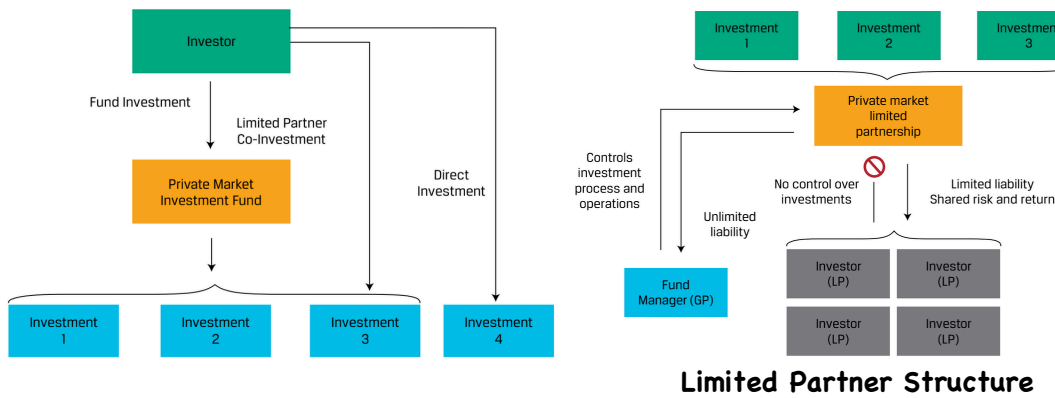 Investor
Fund Investment
Limited Partner
Co-Investment
Private Market
Investment Fund
Direct
Investment
Investment
1
Investment
2
Investment
3
Investment
4
Investment
1
Investment
2
Investment
3
Private market
limited
partnership
Controls
investment
process and
operations
Unlimited
liability
No control over
investments
Limited liability
Shared risk and return
Fund
Manager (GP)
Investor
(LP)
Investor
(LP)
Investor
(LP)
Investor
(LP)
Limited Partner Structure